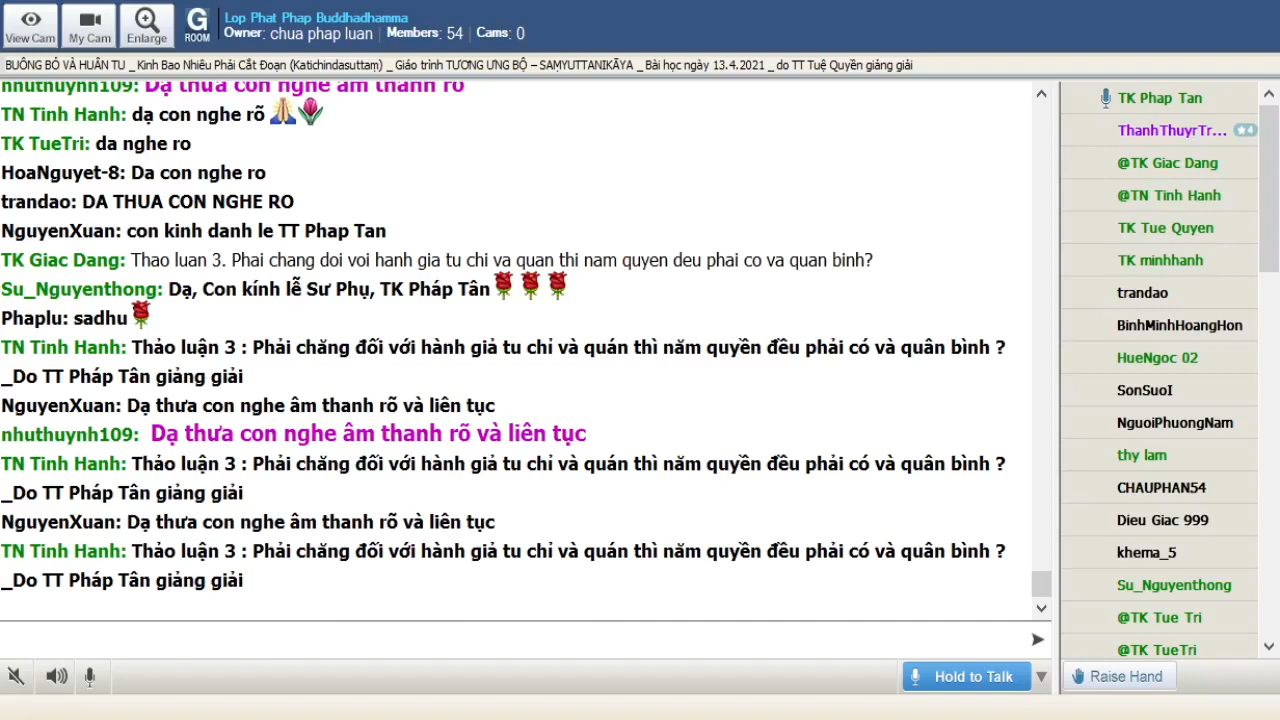 View Cam
My Cam
Enlarge
G
ROOM
Lop Phat Phap Buddhadhamma
Owner: chua phap luan
Members: 54
Cams: 0
BUÔNG BỎ VÀ HUÂN TU _ Kinh Bao Nhiêu Phải Cắt Đoạn (Katichindasuttaṃ) _ Giáo trình TƯƠNG ƯNG BỘ – SAṂYUTTANIKĀYA _ Bài học ngày 13.4.2021 _ do TT Tuệ Quyền giảng giải
nhuthuynh109: Dạ thưa con nghe âm thanh rõ
TN Tinh Hanh: dạ con nghe rõ
TK TueTri: da nghe ro
HoaNguyet-8: Da con nghe ro
trandao: DA THUA CON NGHE RO
NguyenXuan: con kinh danh le TT Phap Tan
TK Giac Dang: Thao luan 3. Phai chang doi voi hanh gia tu chi va quan thi nam quyen deu phai co va quan binh?
Su_Nguyenthong: Dạ, Con kính lễ Sư Phụ, TK Pháp Tân
Phaplu: sadhu
TN Tinh Hanh: Thảo luận 3 : Phải chăng đối với hành giả tu chỉ và quán thì năm quyền đều phải có và quân bình ?
_Do TT Pháp Tân giảng giải
NguyenXuan: Dạ thưa con nghe âm thanh rõ và liên tục
nhuthuynh109: Dạ thưa con nghe âm thanh rõ và liên tục
TN Tinh Hanh: Thảo luận 3 : Phải chăng đối với hành giả tu chỉ và quán thì năm quyền đều phải có và quân bình ?
_Do TT Pháp Tân giảng giải
NguyenXuan: Dạ thưa con nghe âm thanh rõ và liên tục
TN Tinh Hanh: Thảo luận 3 : Phải chăng đối với hành giả tu chỉ và quán thì năm quyền đều phải có và quân bình ?
_Do TT Pháp Tân giảng giải
Hold to Talk
TK Phap Tan
ThanhThuyrTr... 4
@TK Giac Dang
@TN Tinh Hanh
TK Tue Quyen
TK minhhanh
trandao
BinhMinhHoangHon
HueNgoc 02
SonSuoI
NguoiPhuongNam
thy lam
CHAUPHAN54
Dieu Giac 999
khema_5
Su_Nguyenthong
@TK Tue Tri
@TK TueTri
Raise Hand